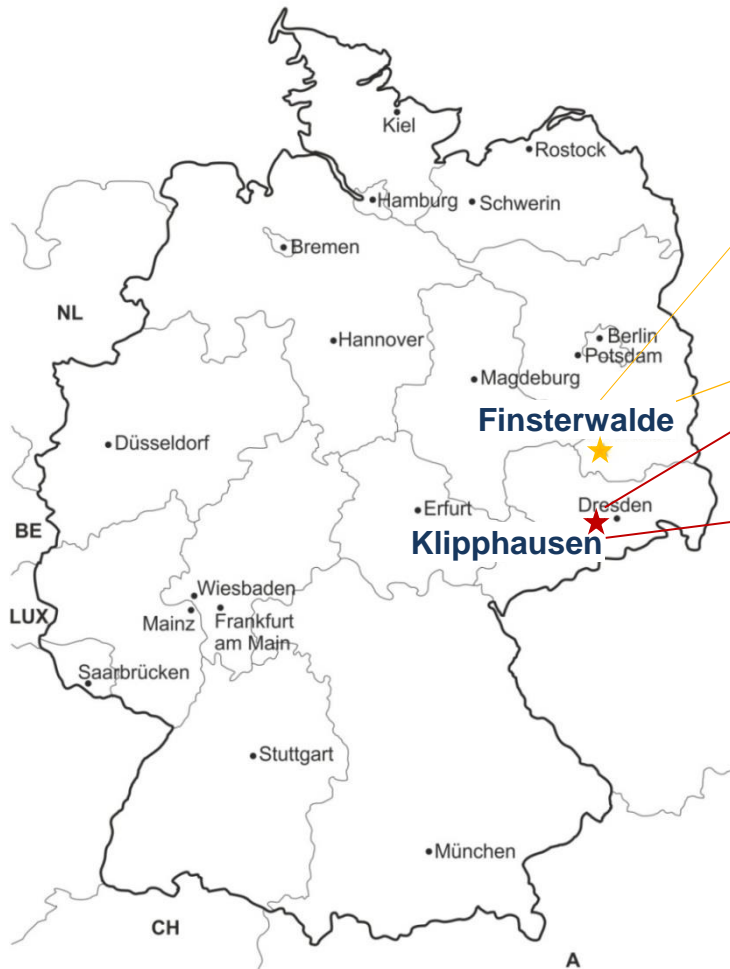 Kiel
Rostock
Hamburg
Schwerin
Bremen
NL
Hannover
Berlin
Potsdam
Magdeburg
Finsterwalde
Düsseldorf
Erfurt
Dresden
BE
Klipphausen
Wiesbaden
LUX
Mainz
Frankfurt
am Main
Saarbrücken
Stuttgart
München
CH
A